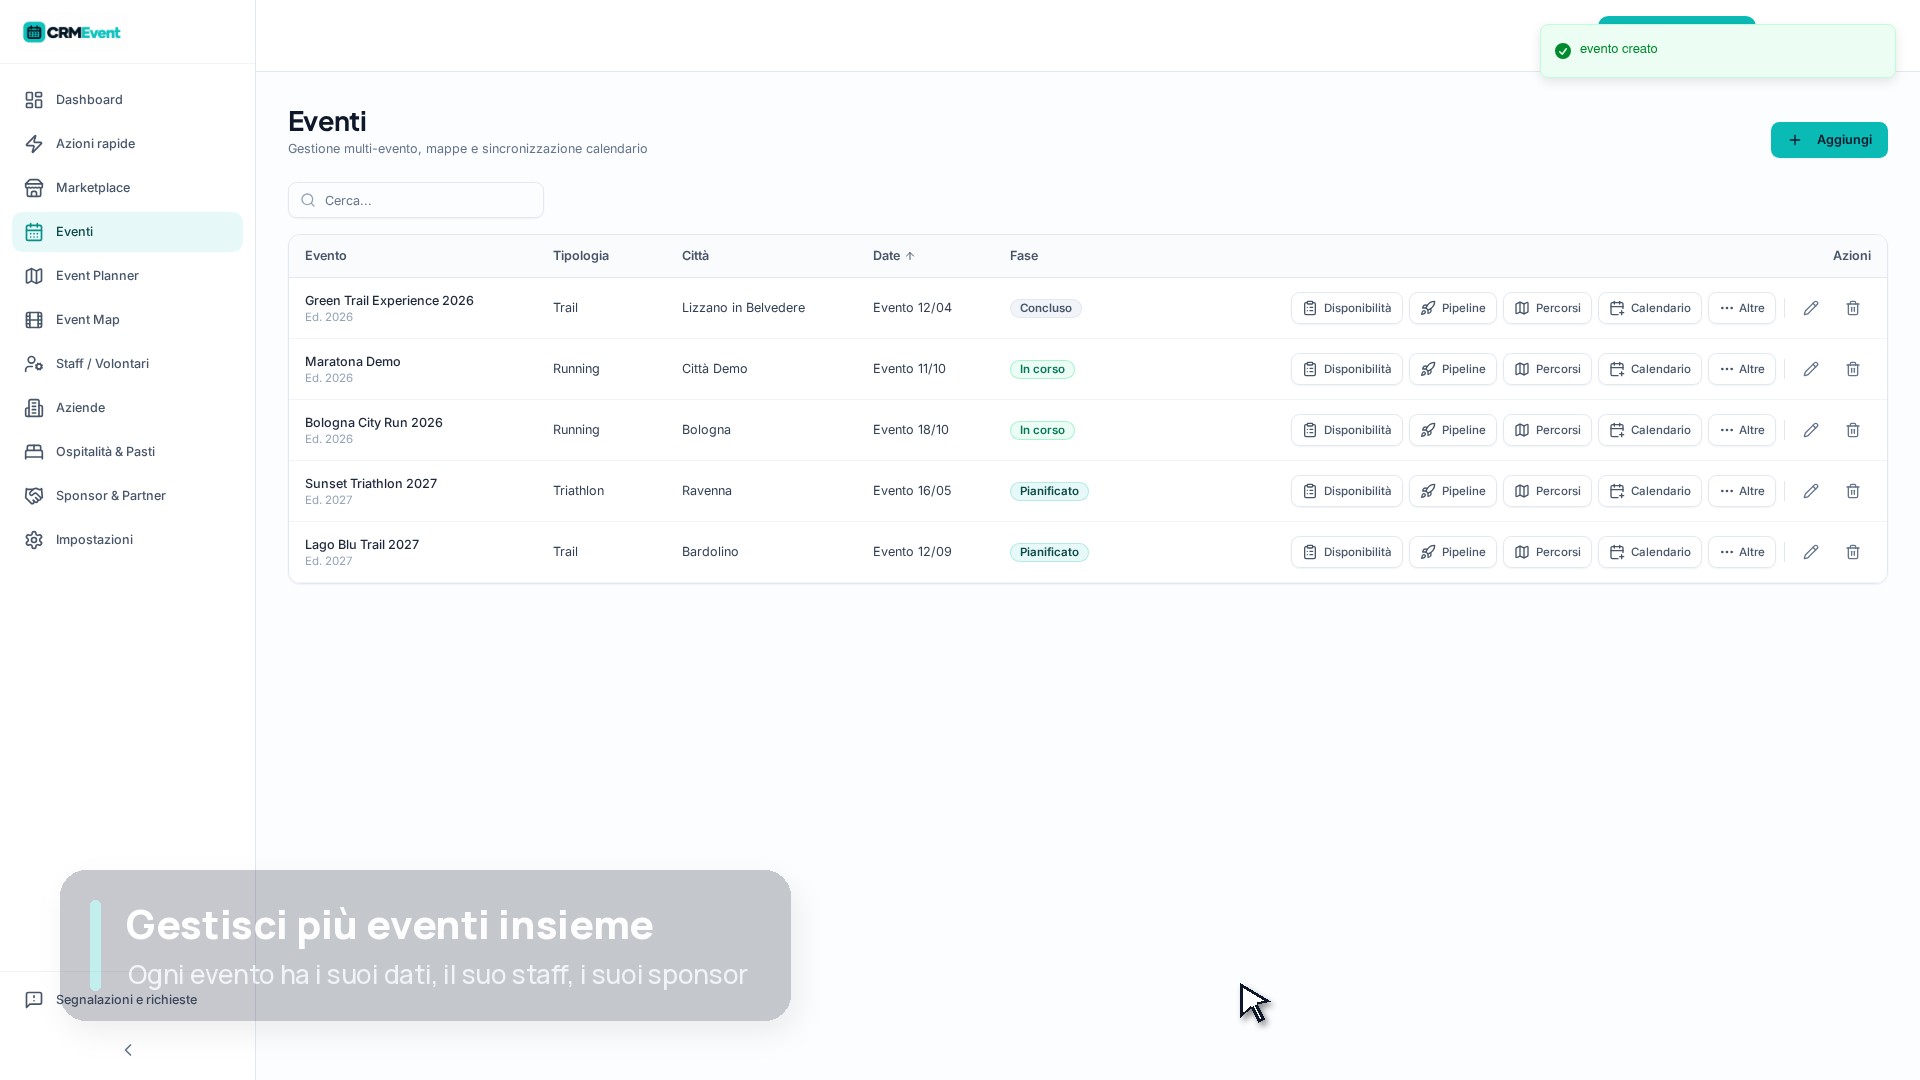 CRMEvent
evento creato
Dashboard
Azioni rapide
Marketplace
Eventi
Event Planner
Event Map
Staff / Volontari
Aziende
Ospitalità & Pasti
Sponsor & Partner
Impostazioni
Segnalazioni e richieste
Eventi
Gestione multi-evento, mappe e sincronizzazione calendario
Aggiungi
Cerca...
Evento Tipologia Città Date Fase Azioni
Green Trail Experience 2026 Trail Lizzano in Belvedere Evento 12/04 Concluso Disponibilità Pipeline Percorsi Calendario Altre
Ed. 2026
Maratona Demo Running Città Demo Evento 11/10 In corso Disponibilità Pipeline Percorsi Calendario Altre
Ed. 2026
Bologna City Run 2026 Running Bologna Evento 18/10 In corso Disponibilità Pipeline Percorsi Calendario Altre
Ed. 2026
Sunset Triathlon 2027 Triathlon Ravenna Evento 16/05 Pianificato Disponibilità Pipeline Percorsi Calendario Altre
Ed. 2027
Lago Blu Trail 2027 Trail Bardolino Evento 12/09 Pianificato Disponibilità Pipeline Percorsi Calendario Altre
Ed. 2027
Gestisci più eventi insieme
Ogni evento ha i suoi dati, il suo staff, i suoi sponsor